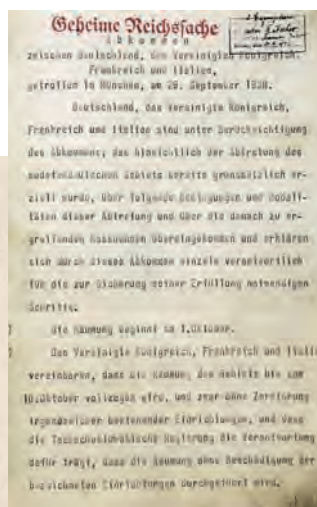 Geheime Reichssache
Abkommen
zwischen Deutschland, dem Vereinigten Königreich,
Frankreich und Italien,
getroffen in München, am 29. September 1938.
Deutschland, das Vereinigte Königreich,
Frankreich und Italien sind unter Berücksichtigung
des Abkommens, das hinsichtlich der Abtretung des
sudetendeutschen Gebiets bereits grundsätzlich er-
zielt wurde, über folgende Bedingungen und Modali-
täten dieser Abtretung und über die danach zu er-
greifenden Massnahmen übereingekommen und erklären
sich durch dieses Abkommen einzeln verantwortlich
für die zur Sicherung seiner Erfüllung notwendigen
Schritte.
) Die Räumung beginnt am 1.Oktober.
) Das Vereinigte Königreich, Frankreich und Itali
vereinbaren, dass die Räumung des Gebiets bis zum
10.Oktober vollzogen wird, und zwar ohne Zerstörung
irgendwelcher bestehender Einrichtungen, und dass
die Tschechoslowakische Regierung die Verantwortung
dafür trägt, dass die Räumung ohne Beschädigung der
bezeichneten Einrichtungen durchgeführt wird.